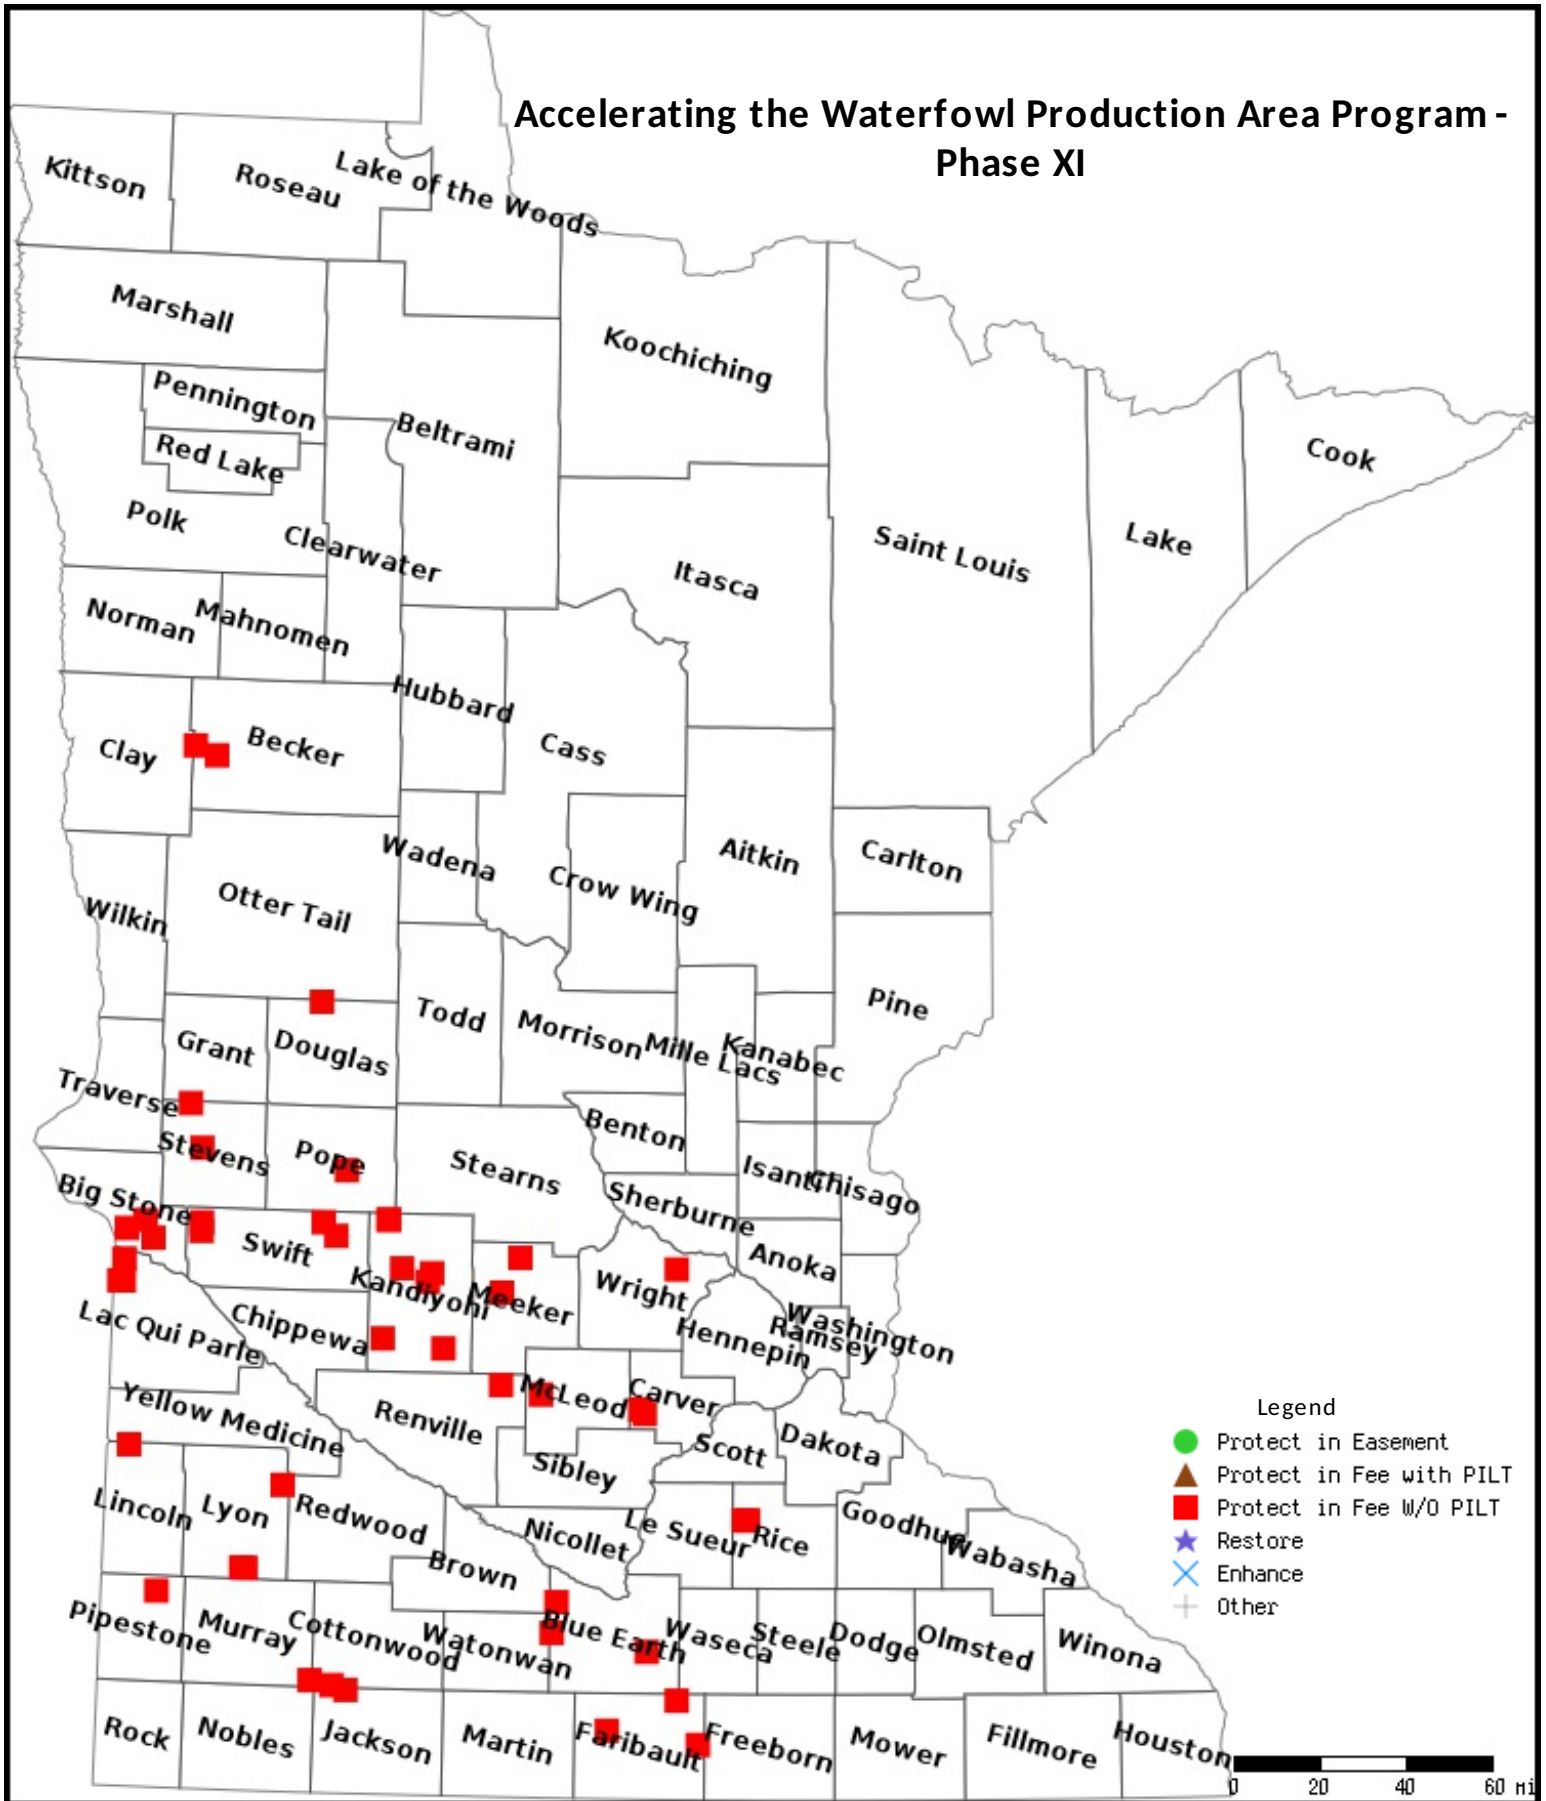 Accelerating the Waterfowl Production Area Program -
Phase XI
Kittson
Roseau
Lake of the Woods
Marshall
Koochiching
Pennington
Beltrami
Red Lake
Cook
Polk
Clearwater
Saint Louis
Lake
Itasca
Norman
Mahnomen
Hubbard
Clay
Becker
Cass
Wadena
Aitkin
Carlton
Otter Tail
Crow Wing
Wilkin
Pine
Todd
Morrison
Grant
Douglas
Mille Lacs
Kanabec
Traverse
Benton
Stevens
Pope
Stearns
Isanti
Chisago
Big Stone
Sherburne
Swift
Anoka
Kandiyohi
Meeker
Wright
Lac Qui Parle
Chippewa
Hennepin
Ramsey
Washington
McLeod
Carver
Yellow Medicine
Renville
Scott
Dakota
Sibley
Lincoln
Lyon
Redwood
Nicollet
Le Sueur
Rice
Goodhue
Wabasha
Brown
Pipestone
Murray
Cottonwood
Watonwan
Blue Earth
Waseca
Steele
Dodge
Olmsted
Winona
Rock
Nobles
Jackson
Martin
Faribault
Freeborn
Mower
Fillmore
Houston
Legend
Protect in Easement
Protect in Fee with PILT
Protect in Fee W/O PILT
Restore
Enhance
Other
0 20 40 60 mi